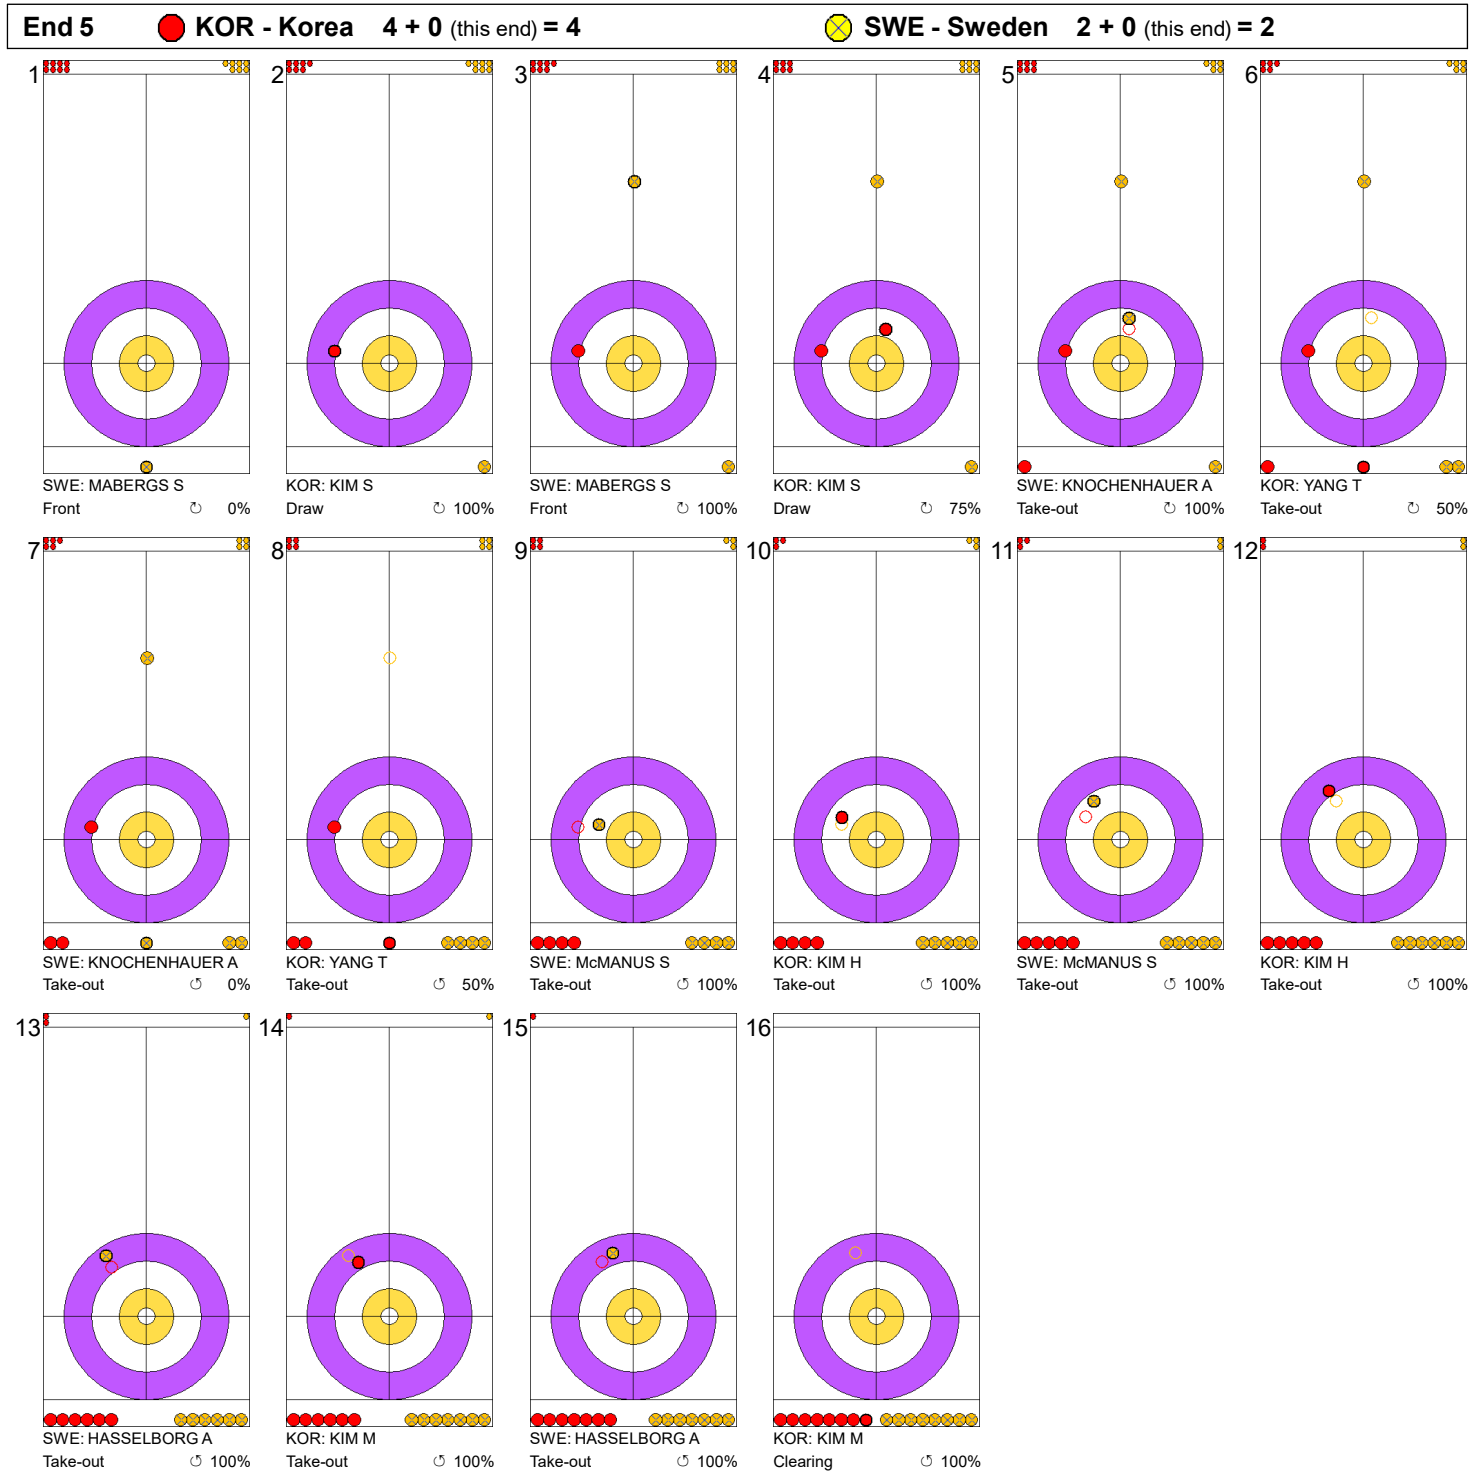 End 5 KOR - Korea 4 + 0 (this end) = 4 SWE - Sweden 2 + 0 (this end) = 2
1 2 3 4 5 6
SWE: MABERGS S KOR: KIM S SWE: MABERGS S KOR: KIM S SWE: KNOCHENHAUER A KOR: YANG T
Front ↻ 0% Draw ↻ 100% Front ↻ 100% Draw ↻ 75% Take-out ↻ 100% Take-out ↻ 50%
7 8 9 10 11 12
SWE: KNOCHENHAUER A KOR: YANG T SWE: McMANUS S KOR: KIM H SWE: McMANUS S KOR: KIM H
Take-out ↺ 0% Take-out ↺ 50% Take-out ↺ 100% Take-out ↺ 100% Take-out ↺ 100% Take-out ↺ 100%
13 14 15 16
SWE: HASSELBORG A KOR: KIM M SWE: HASSELBORG A KOR: KIM M
Take-out ↺ 100% Take-out ↺ 100% Take-out ↺ 100% Clearing ↺ 100%